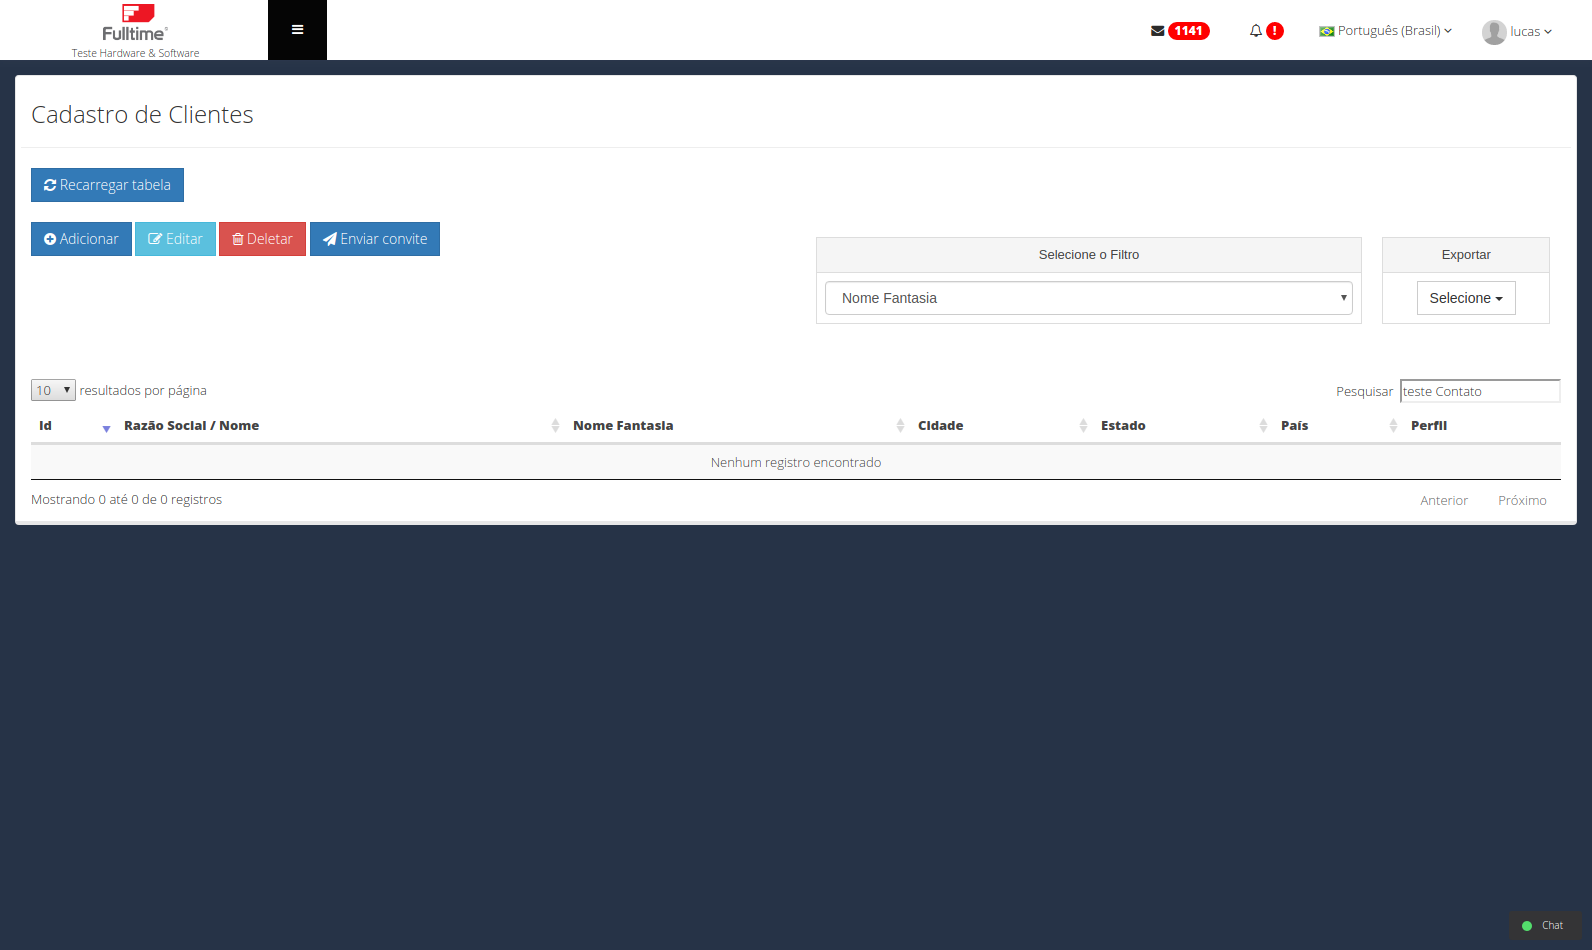 Fulltime
Teste Hardware & Software
1141
!
Português (Brasil)
lucas
Cadastro de Clientes
Recarregar tabela
Adicionar Editar Deletar Enviar convite
Selecione o Filtro
Exportar
Nome Fantasia
Selecione
10 resultados por página
Pesquisar teste Contato
Id Razão Social / Nome Nome Fantasia Cidade Estado País Perfil
Nenhum registro encontrado
Mostrando 0 até 0 de 0 registros
Anterior Próximo
Chat